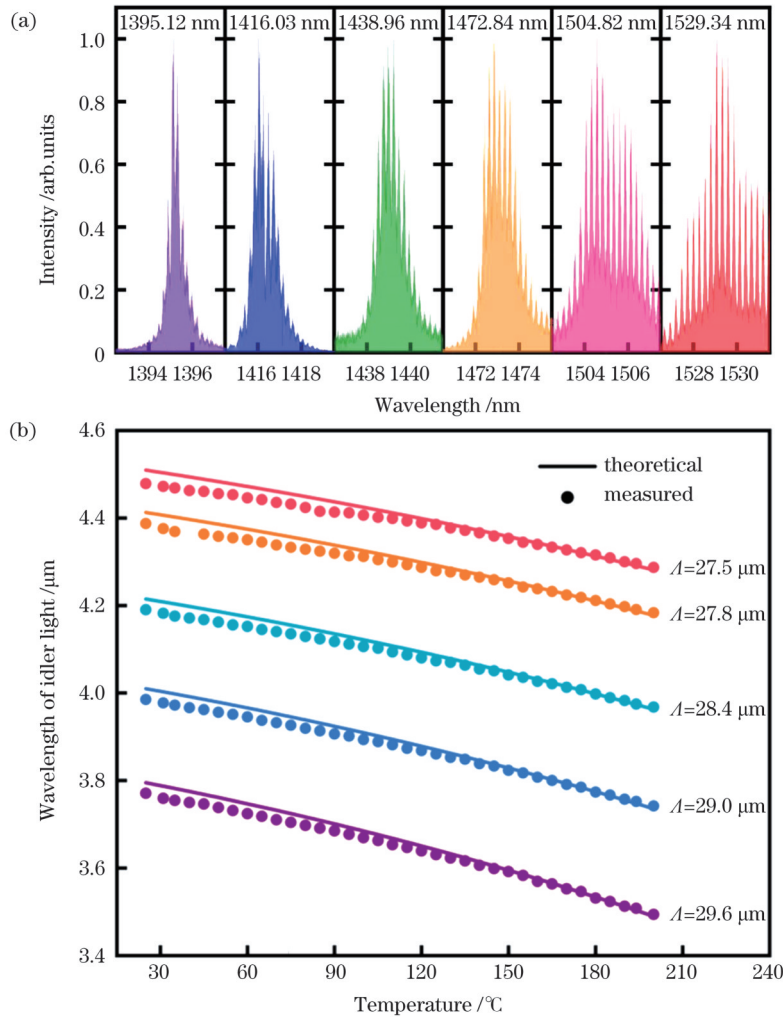 (a)
1395.12 nm 1416.03 nm 1438.96 nm 1472.84 nm 1504.82 nm 1529.34 nm
1.0
0.8
0.6
0.4
0.2
0
Intensity /arb.units
1394 1396 1416 1418 1438 1440 1472 1474 1504 1506 1528 1530
Wavelength /nm
(b)
4.6
4.4
4.2
4.0
3.8
3.6
3.4
Wavelength of idler light /μm
theoretical
measured
Λ=27.5 μm
Λ=27.8 μm
Λ=28.4 μm
Λ=29.0 μm
Λ=29.6 μm
30 60 90 120 150 180 210 240
Temperature /℃